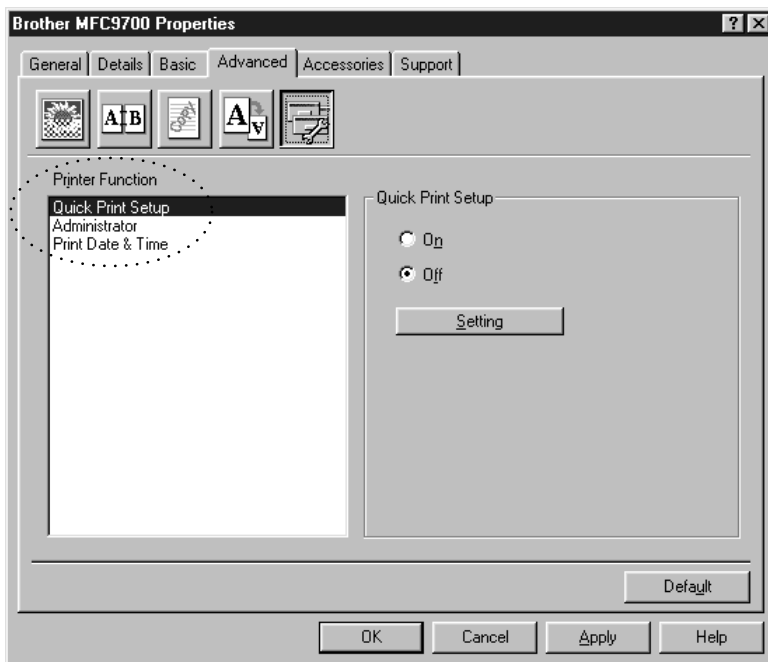 Brother MFC9700 Properties
General Details Basic Advanced Accessories Support
A B COPY A A
Printer Function
Quick Print Setup
Administrator
Print Date & Time
Quick Print Setup
On
Off
Setting
Default
OK Cancel Apply Help